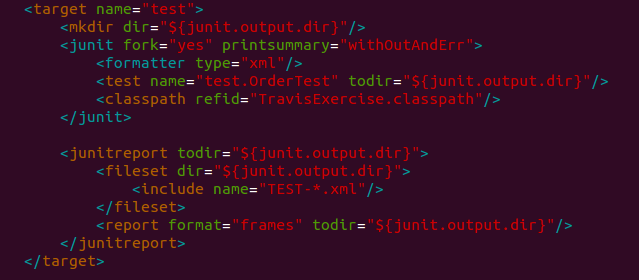 <target name="test">
<mkdir dir="${junit.output.dir}"/>
<junit fork="yes" printsummary="withOutAndErr">
<formatter type="xml"/>
<test name="test.OrderTest" todir="${junit.output.dir}"/>
<classpath refid="TravisExercise.classpath"/>
</junit>
<junitreport todir="${junit.output.dir}">
<fileset dir="${junit.output.dir}">
<include name="TEST-*.xml"/>
</fileset>
<report format="frames" todir="${junit.output.dir}"/>
</junitreport>
</target>